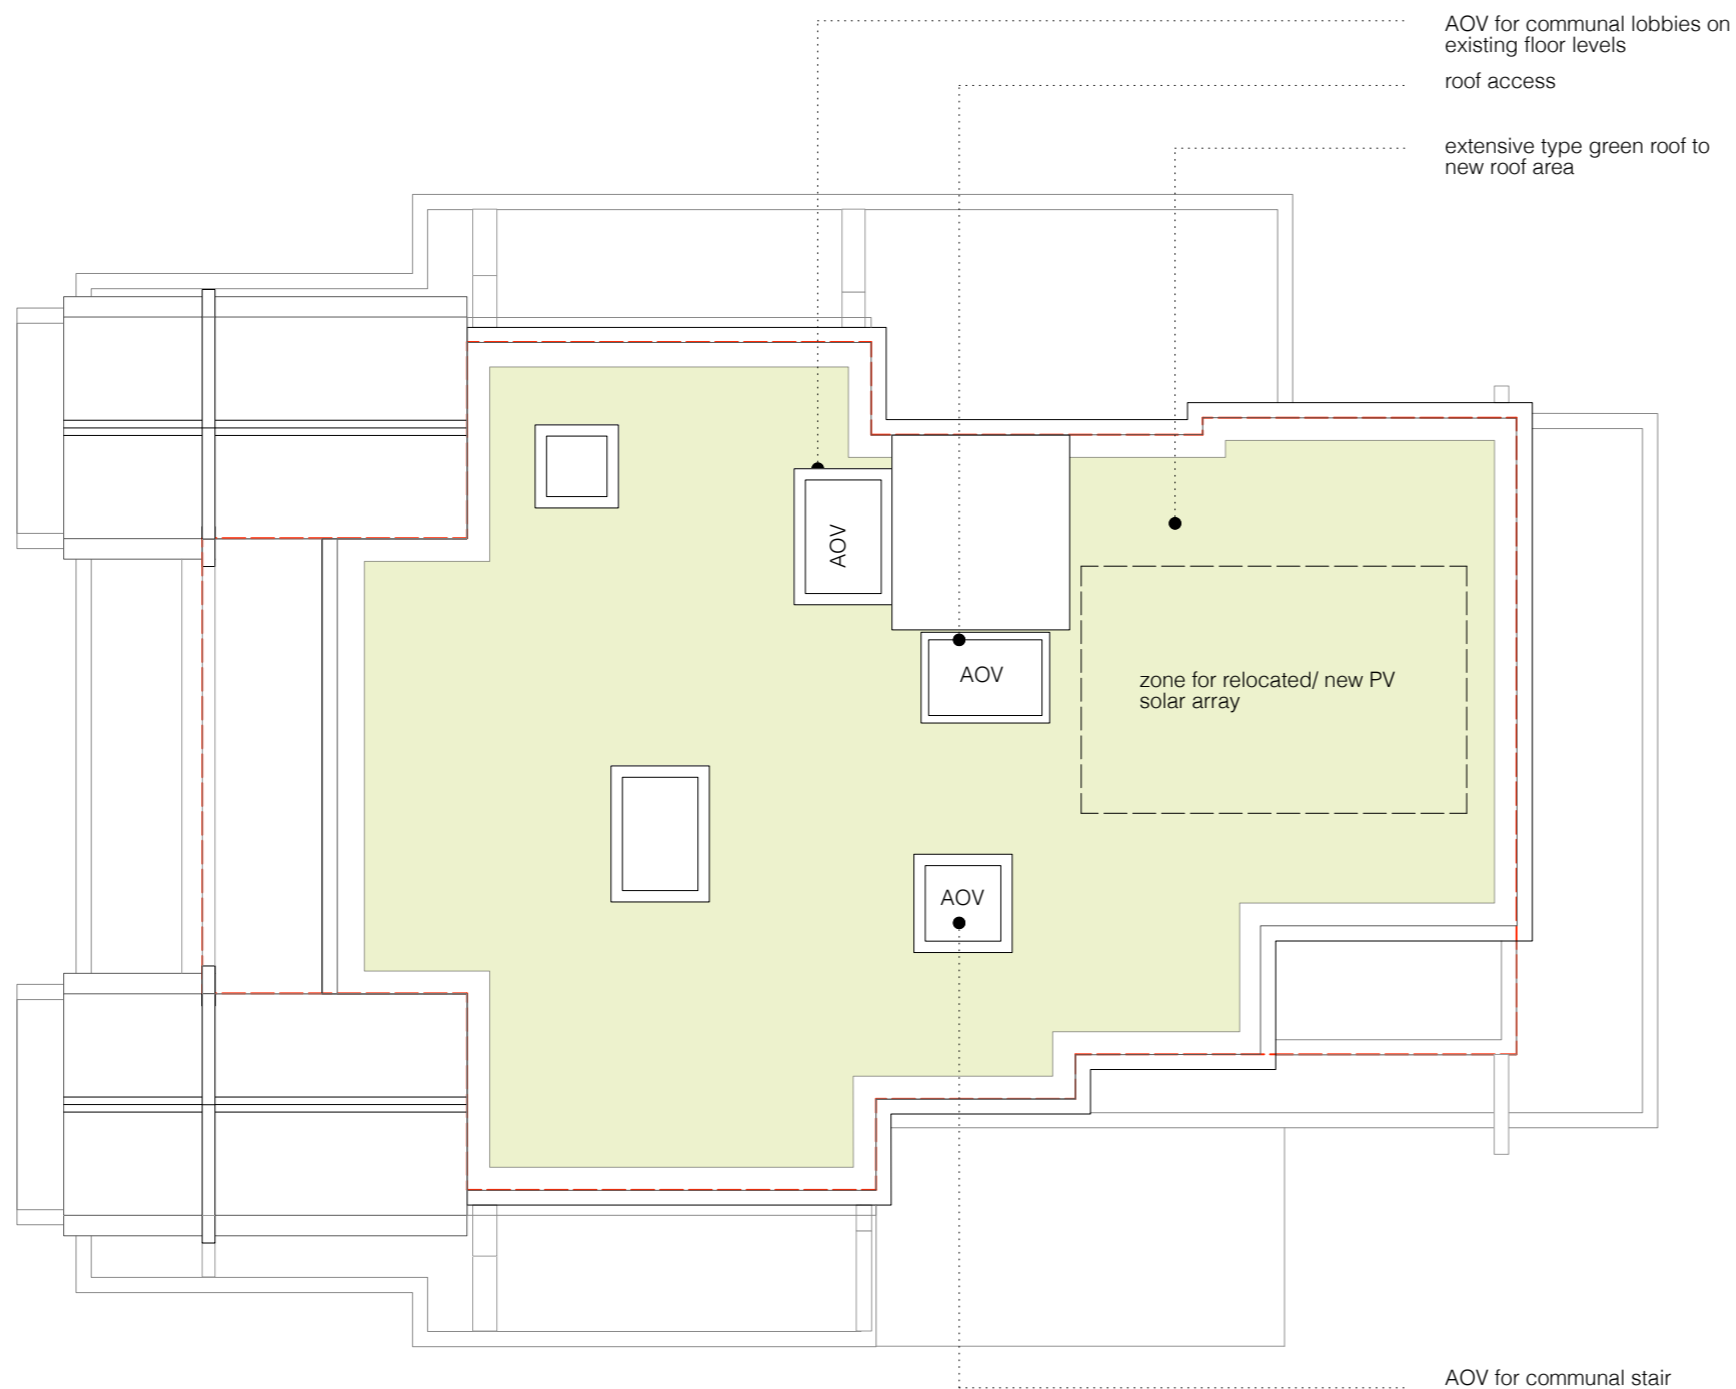 AOV for communal lobbies on
existing floor levels
roof access
extensive type green roof to
new roof area
AOV
AOV
zone for relocated/ new PV
solar array
AOV
AOV for communal stair